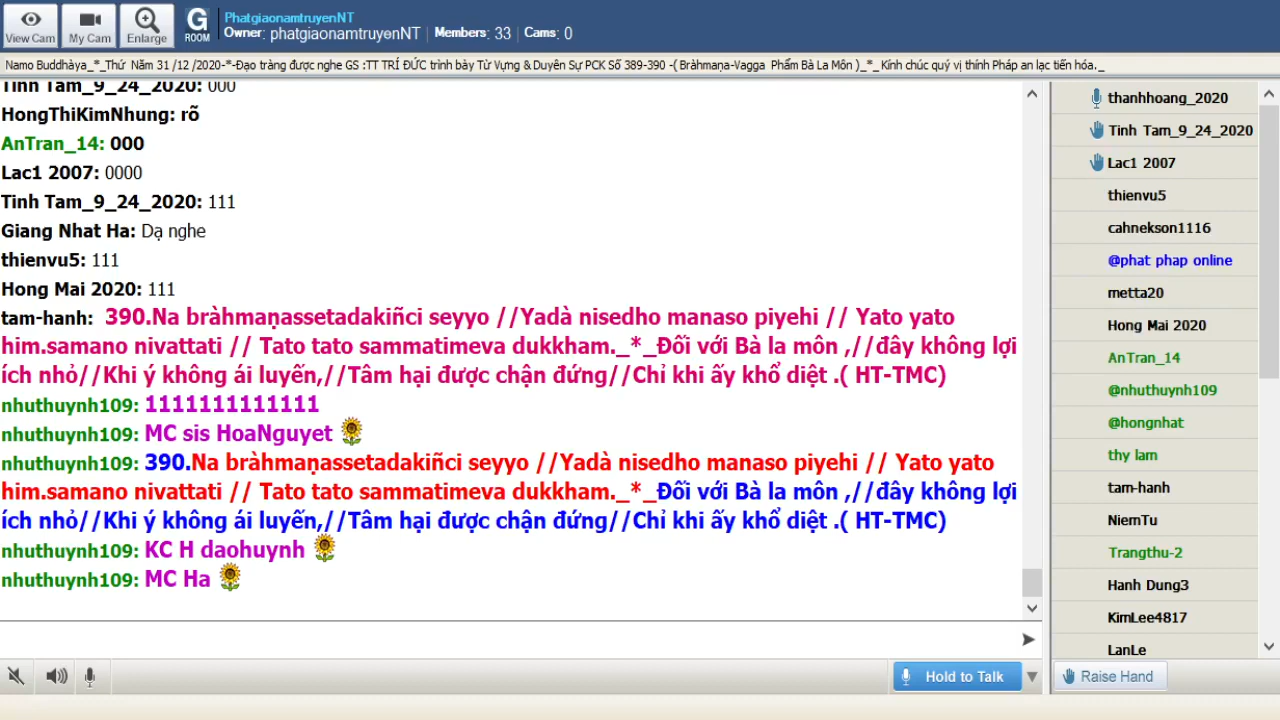 View Cam
My Cam
Enlarge
G
ROOM
PhatgiaonamtruyenNT
Owner: phatgiaonamtruyenNT | Members: 33 | Cams: 0
Namo Buddhàya_*_Thứ Năm 31 /12 /2020-*-Đạo tràng được nghe GS :TT TRÍ ĐỨC trình bày Từ Vựng & Duyên Sự PCK Số 389-390 -( Bràhmaṇa-Vagga Phẩm Bà La Môn )_*_ Kính chúc quý vị thính Pháp an lạc tiến hóa._
Tinh Tam_9_24_2020: 000
HongThiKimNhung: rõ
AnTran_14: 000
Lac1 2007: 0000
Tinh Tam_9_24_2020: 111
Giang Nhat Ha: Dạ nghe
thienvu5: 111
Hong Mai 2020: 111
tam-hanh: 390.Na bràhmaṇassetadakiñci seyyo //Yadà nisedho manaso piyehi // Yato yato
him.samano nivattati // Tato tato sammatimeva dukkham._*_Đối với Bà la môn ,//đây không lợi
ích nhỏ//Khi ý không ái luyến,//Tâm hại được chận đứng//Chỉ khi ấy khổ diệt .( HT-TMC)
nhuthuynh109: 1111111111111
nhuthuynh109: MC sis HoaNguyet 🌻
nhuthuynh109: 390.Na bràhmaṇassetadakiñci seyyo //Yadà nisedho manaso piyehi // Yato yato
him.samano nivattati // Tato tato sammatimeva dukkham._*_Đối với Bà la môn ,//đây không lợi
ích nhỏ//Khi ý không ái luyến,//Tâm hại được chận đứng//Chỉ khi ấy khổ diệt .( HT-TMC)
nhuthuynh109: KC H daohuynh 🌻
nhuthuynh109: MC Ha 🌻
Hold to Talk
thanhhoang_2020
Tinh Tam_9_24_2020
Lac1 2007
thienvu5
cahnekson1116
@phat phap online
metta20
Hong Mai 2020
AnTran_14
@nhuthuynh109
@hongnhat
thy lam
tam-hanh
NiemTu
Trangthu-2
Hanh Dung3
KimLee4817
LanLe
Raise Hand